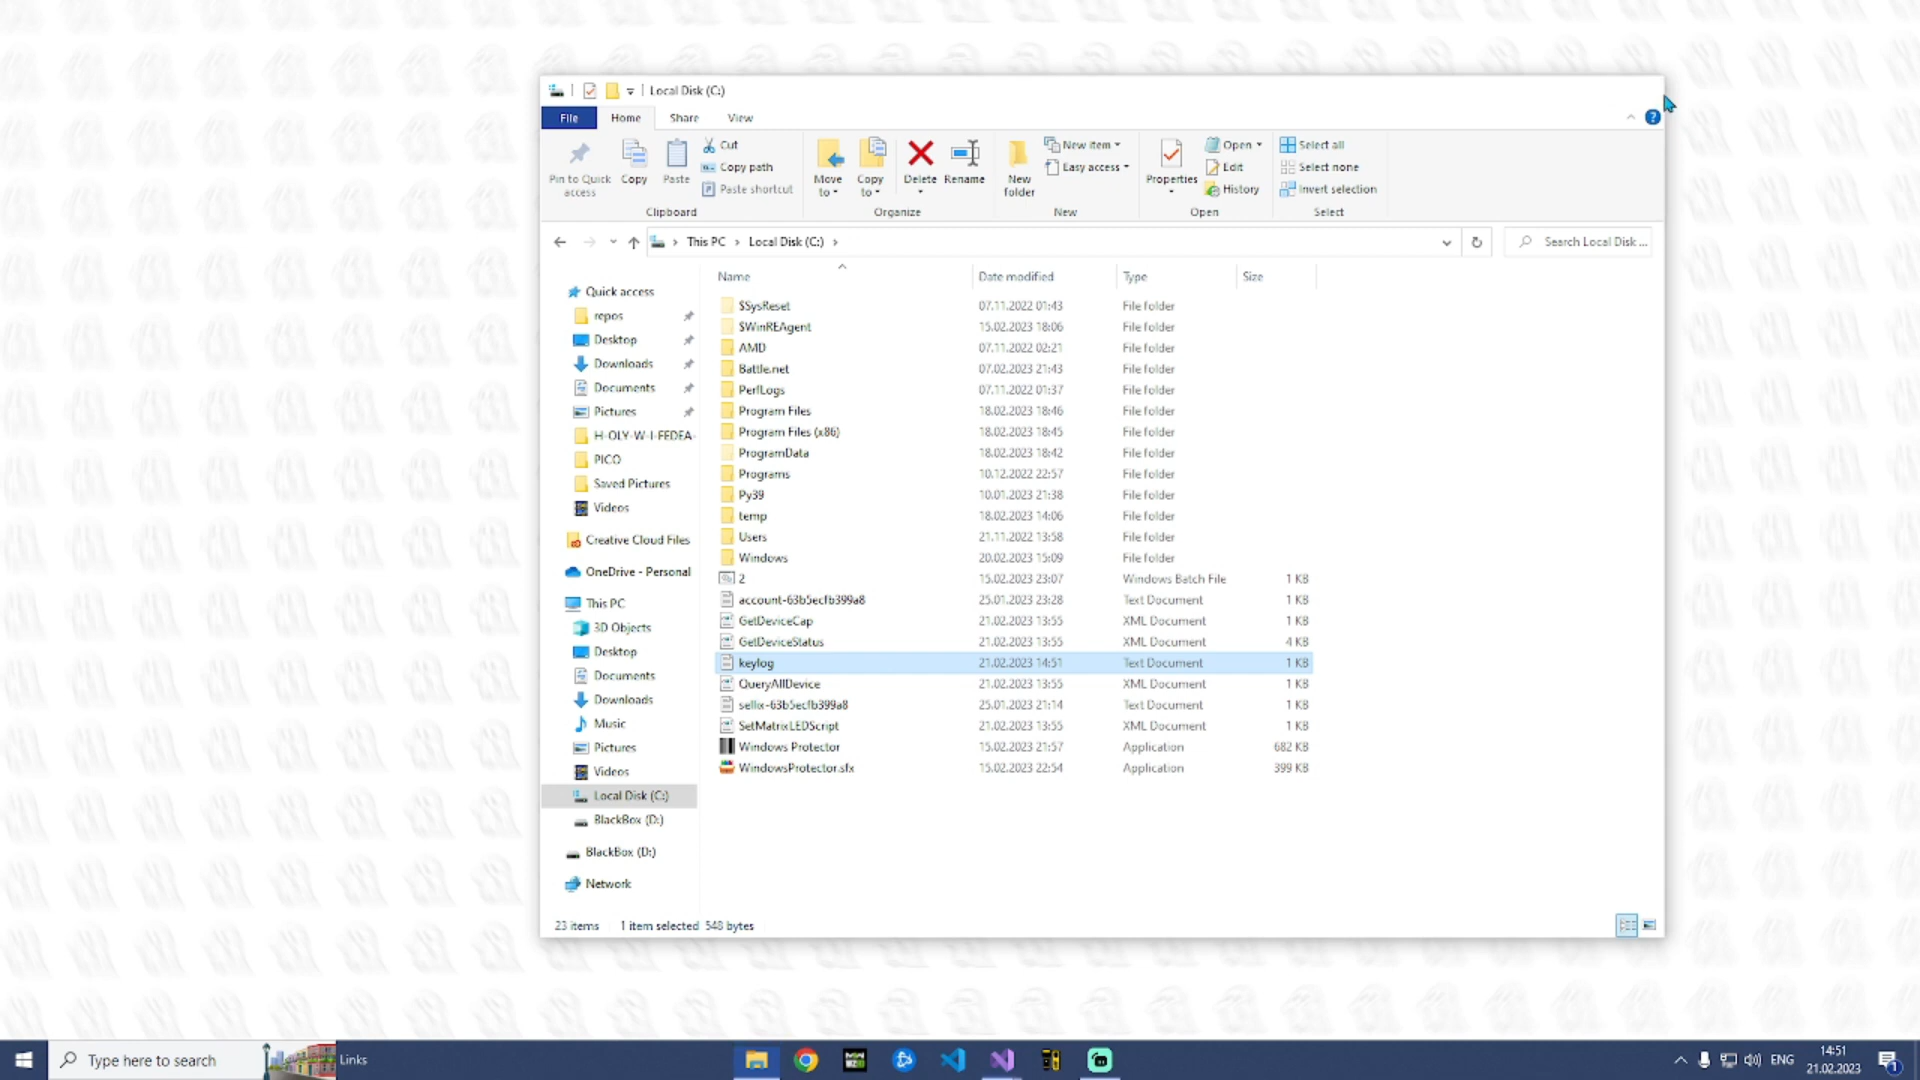 Local Disk (C:)
File Home Share View
Pin to Quick access
Copy
Paste
Cut
Copy path
Paste shortcut
Clipboard
Move to
Copy to
Delete
Rename
Organize
New folder
New item
Easy access
New
Properties
Open
Edit
History
Open
Select all
Select none
Invert selection
Select
This PC Local Disk (C:)
Search Local Disk ...
Quick access
repos
Desktop
Downloads
Documents
Pictures
H-OLY-W-I-FEDEA-
PICO
Saved Pictures
Videos
Creative Cloud Files
OneDrive - Personal
This PC
3D Objects
Desktop
Documents
Downloads
Music
Pictures
Videos
Local Disk (C:)
BlackBox (D:)
BlackBox (D:)
Network
Name Date modified Type Size
$SysReset 07.11.2022 01:43 File folder
$WinREAgent 15.02.2023 18:06 File folder
AMD 07.11.2022 02:21 File folder
Battle.net 07.02.2023 21:43 File folder
PerfLogs 07.11.2022 01:37 File folder
Program Files 18.02.2023 18:46 File folder
Program Files (x86) 18.02.2023 18:45 File folder
ProgramData 18.02.2023 18:42 File folder
Programs 10.12.2022 22:57 File folder
Py39 10.01.2023 21:38 File folder
temp 18.02.2023 14:06 File folder
Users 21.11.2022 13:58 File folder
Windows 20.02.2023 15:09 File folder
2 15.02.2023 23:07 Windows Batch File 1 KB
account-63b5ecfb399a8 25.01.2023 23:28 Text Document 1 KB
GetDeviceCap 21.02.2023 13:55 XML Document 1 KB
GetDeviceStatus 21.02.2023 13:55 XML Document 4 KB
keylog 21.02.2023 14:51 Text Document 1 KB
QueryAllDevice 21.02.2023 13:55 XML Document 1 KB
sellix-63b5ecfb399a8 25.01.2023 21:14 Text Document 1 KB
SetMatrixLEDScript 21.02.2023 13:55 XML Document 1 KB
Windows Protector 15.02.2023 21:57 Application 682 KB
WindowsProtector.sfx 15.02.2023 22:54 Application 399 KB
23 items 1 item selected 548 bytes
Type here to search
Links
ENG
14:51
21.02.2023
1